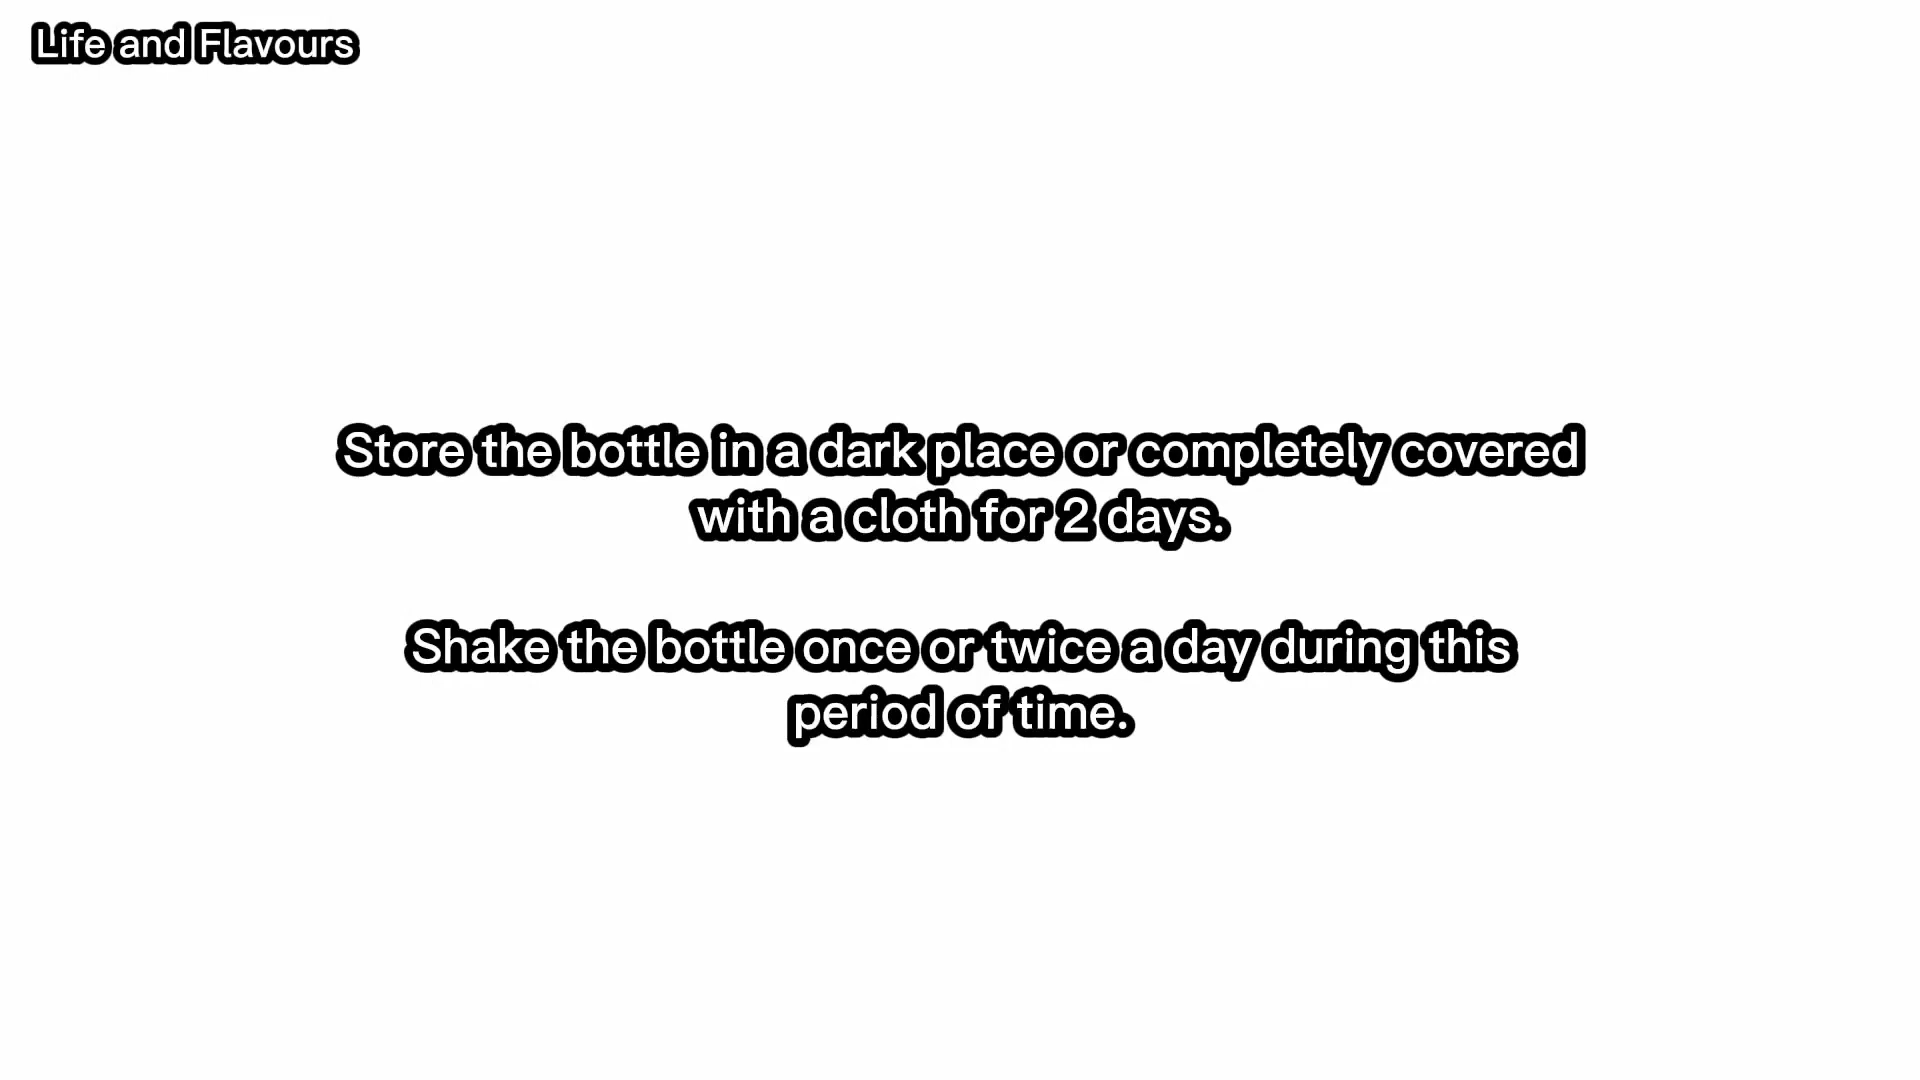 Life and Flavours
Store the bottle in a dark place or completely covered
with a cloth for 2 days.
Shake the bottle once or twice a day during this
period of time.